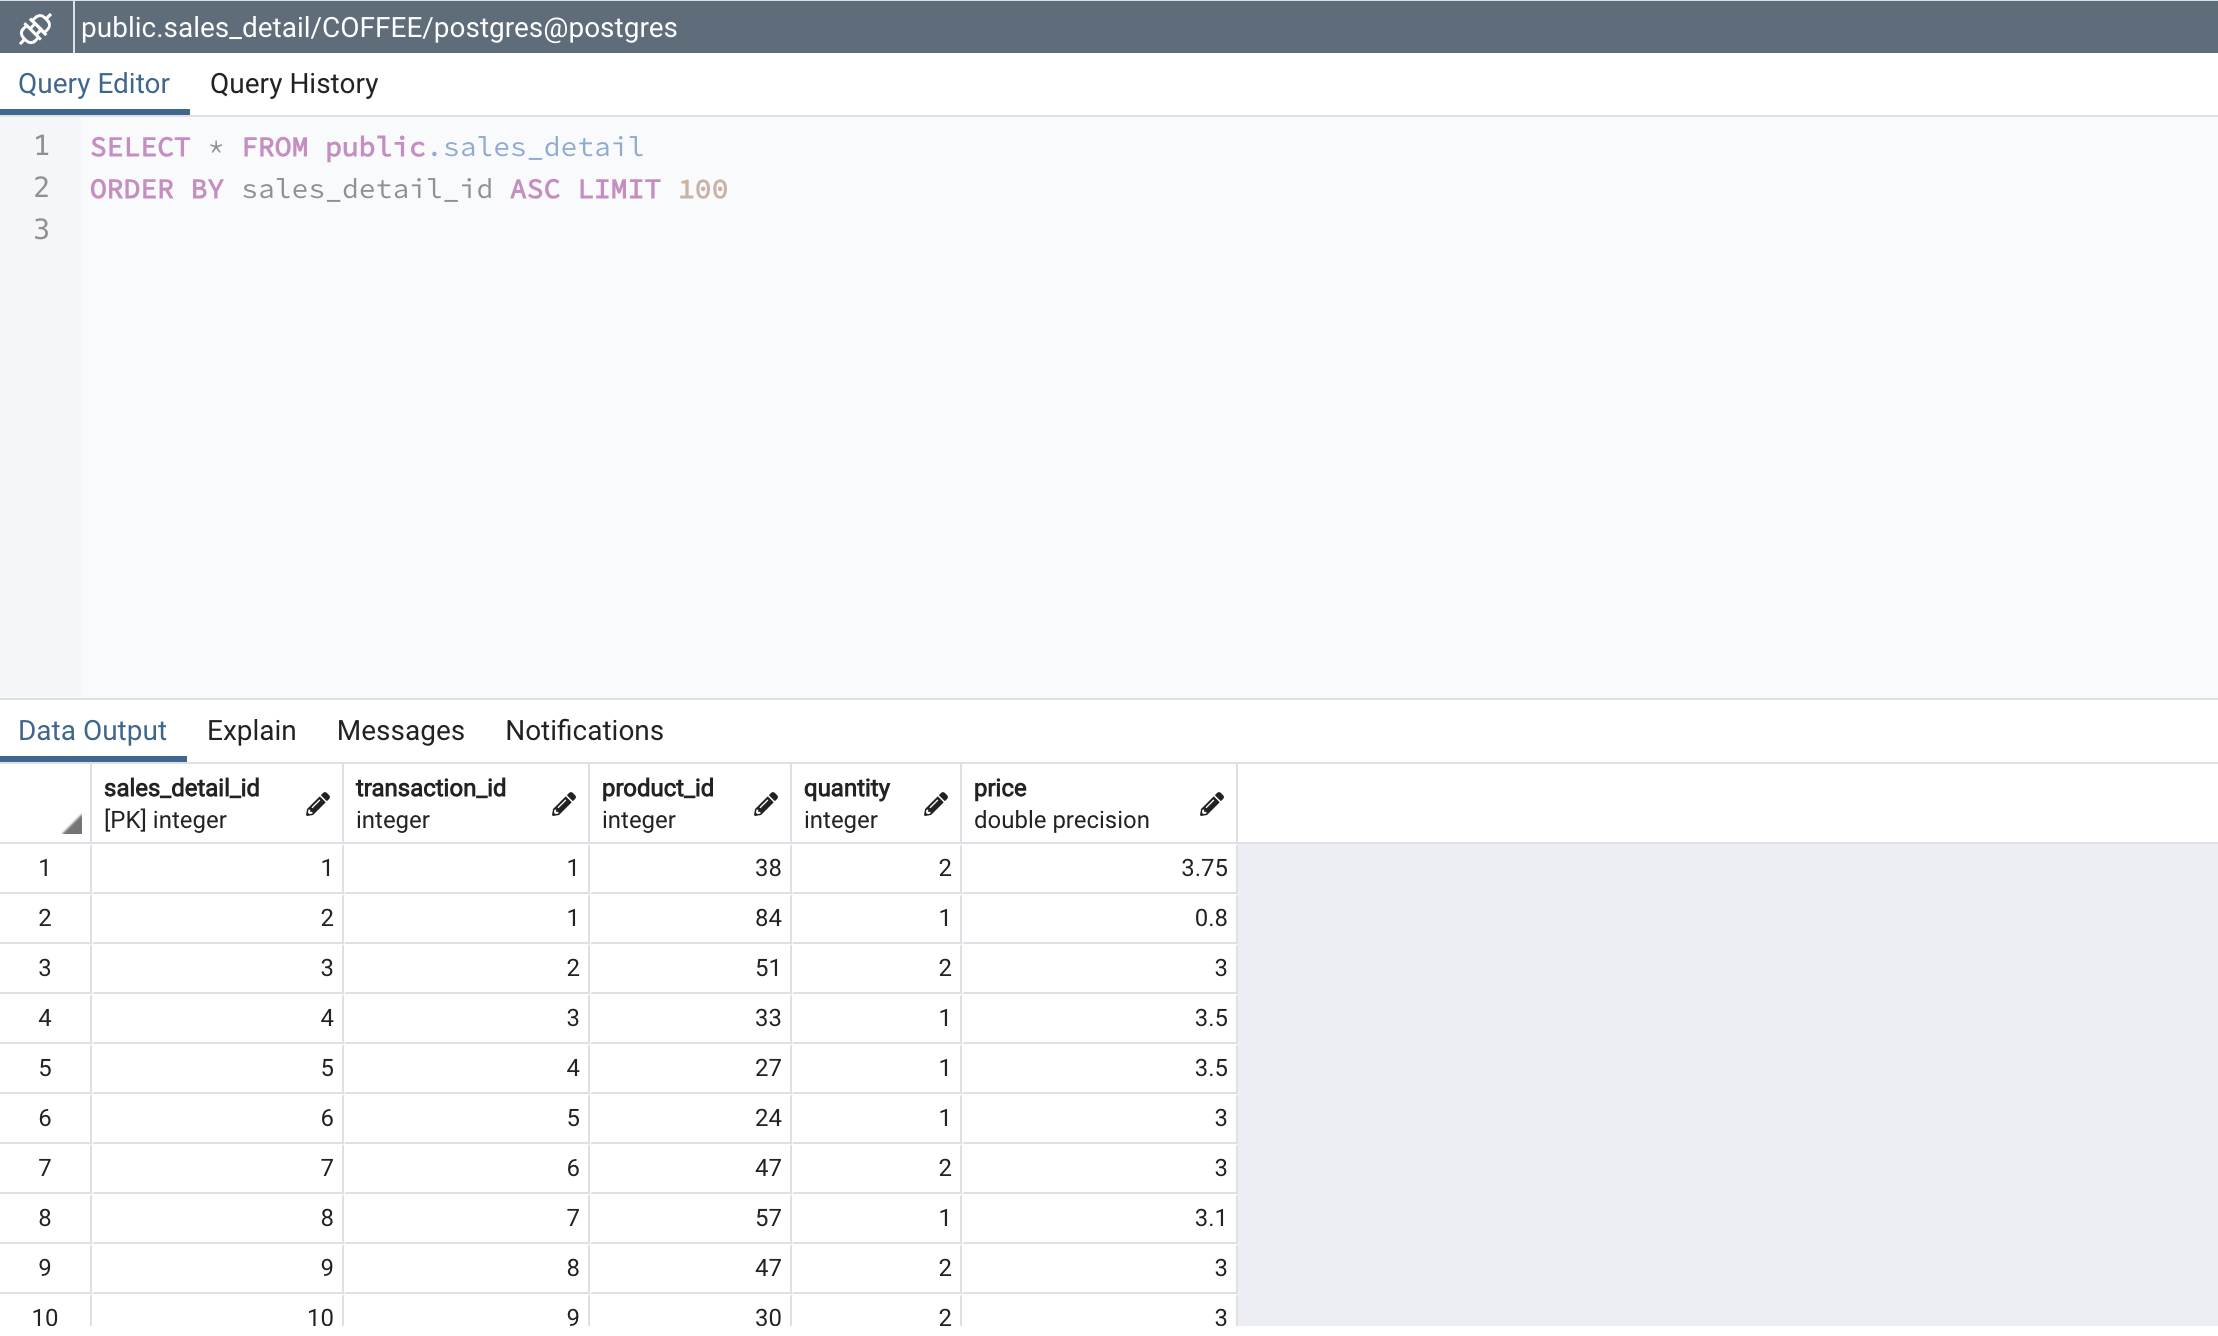 public.sales_detail/COFFEE/postgres@postgres
Query Editor Query History
1 SELECT * FROM public.sales_detail
2 ORDER BY sales_detail_id ASC LIMIT 100
3
Data Output Explain Messages Notifications
sales_detail_id transaction_id product_id quantity price
[PK] integer integer integer integer double precision
1 1 1 38 2 3.75
2 2 1 84 1 0.8
3 3 2 51 2 3
4 4 3 33 1 3.5
5 5 4 27 1 3.5
6 6 5 24 1 3
7 7 6 47 2 3
8 8 7 57 1 3.1
9 9 8 47 2 3
10 10 9 30 2 3